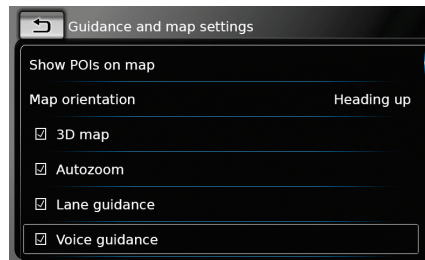 Guidance and map settings
Show POIs on map
Map orientation Heading up
3D map
Autozoom
Lane guidance
Voice guidance